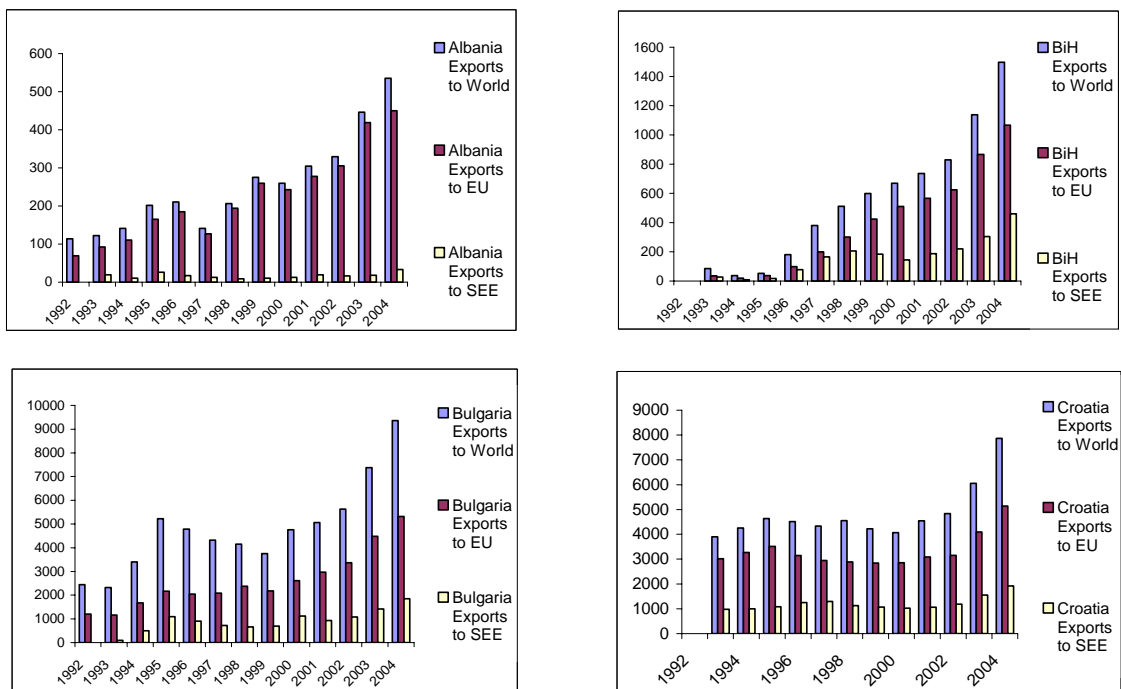 600
500
400
300
200
100
0
1992
1993
1994
1995
1996
1997
1998
1999
2000
2001
2002
2003
2004
Albania
Exports
to World
Albania
Exports
to EU
Albania
Exports
to SEE
1600
1400
1200
1000
800
600
400
200
0
1992
1993
1994
1995
1996
1997
1998
1999
2000
2001
2002
2003
2004
BiH
Exports
to World
BiH
Exports
to EU
BiH
Exports
to SEE
10000
9000
8000
7000
6000
5000
4000
3000
2000
1000
0
1992
1993
1994
1995
1996
1997
1998
1999
2000
2001
2002
2003
2004
Bulgaria
Exports
to World
Bulgaria
Exports
to EU
Bulgaria
Exports
to SEE
9000
8000
7000
6000
5000
4000
3000
2000
1000
0
1992
1994
1996
1998
2000
2002
2004
Croatia
Exports
to World
Croatia
Exports
to EU
Croatia
Exports
to SEE